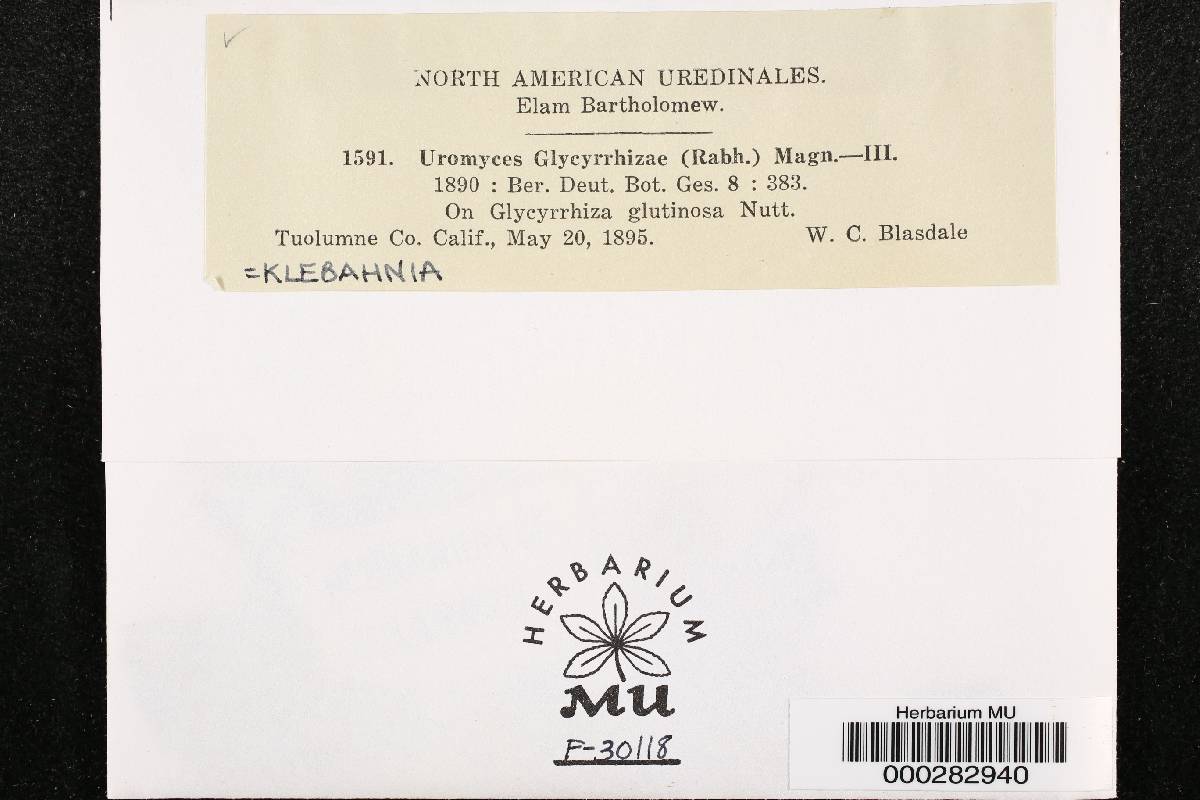 NORTH AMERICAN UREDINALES.
Elam Bartholomew.
1591. Uromyces Glycyrrhizae (Rabh.) Magn.—III.
1890 : Ber. Deut. Bot. Ges. 8 : 383.
On Glycyrrhiza glutinosa Nutt.
Tuolumne Co. Calif., May 20, 1895. W. C. Blasdale
=KLEBAHNIA
HERBARIUM
MU
F-30118
Herbarium MU
000282940